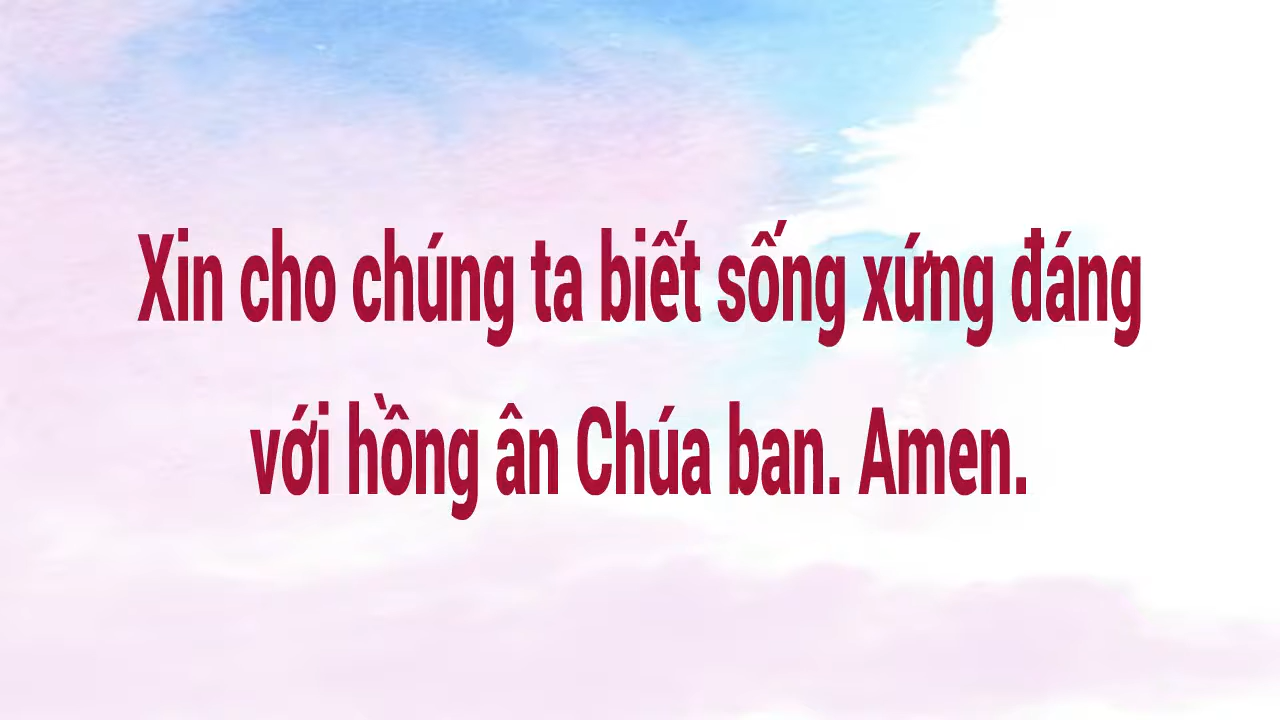 Xin cho chúng ta biết sống xứng đáng
với hồng ân Chúa ban. Amen.